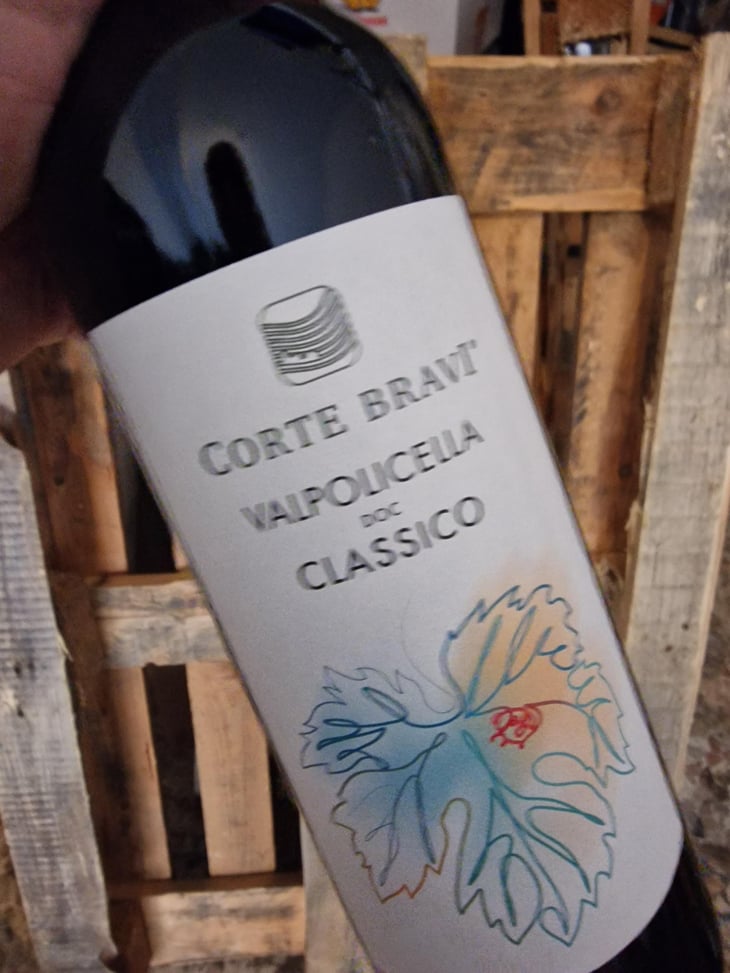 CORTE BRAVI'
VALPOLICELLA
DOC
CLASSICO